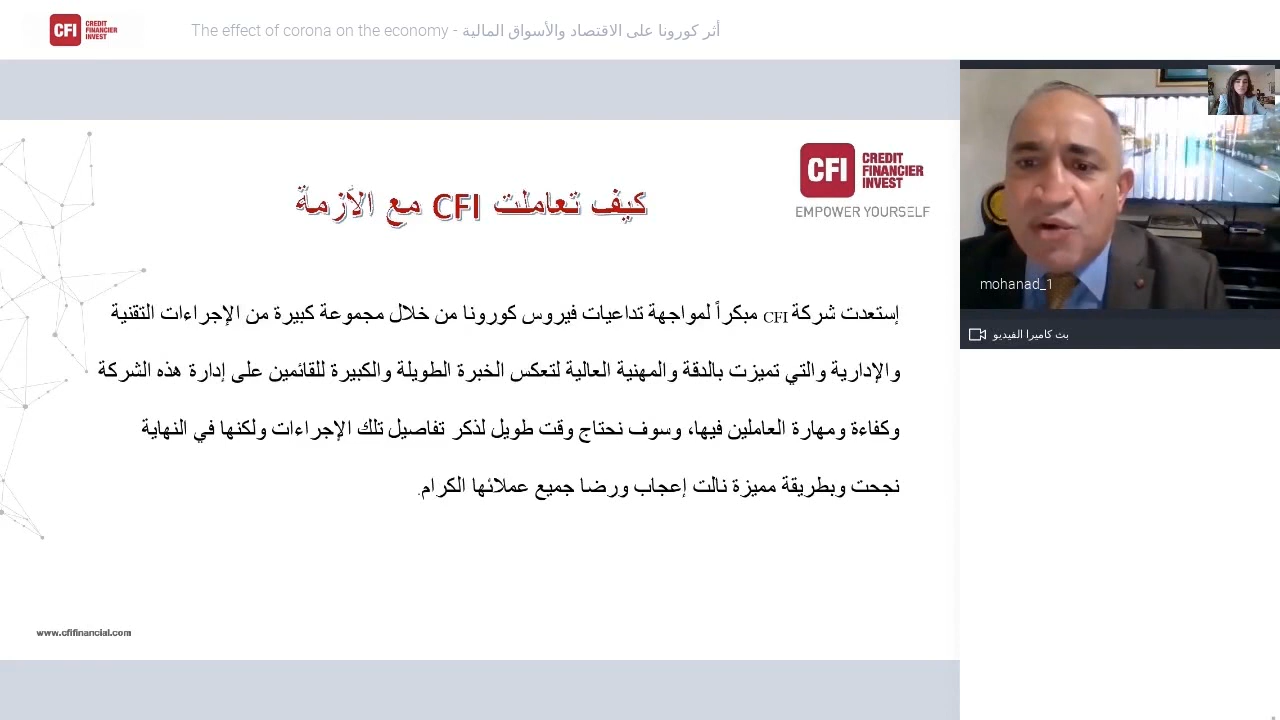 CFI CREDIT FINANCIER INVEST
The effect of corona on the economy - أثر كورونا على الاقتصاد والأسواق المالية
CFI CREDIT FINANCIER INVEST
EMPOWER YOURSELF
كيف تعاملت CFI مع الأزمة
إستعدت شركة CFI مبكراً لمواجهة تداعيات فيروس كورونا من خلال مجموعة كبيرة من الإجراءات التقنية
والإدارية والتي تميزت بالدقة والمهنية العالية لتعكس الخبرة الطويلة والكبيرة للقائمين على إدارة هذه الشركة
وكفاءة ومهارة العاملين فيها، وسوف نحتاج وقت طويل لذكر تفاصيل تلك الإجراءات ولكنها في النهاية
نجحت وبطريقة مميزة نالت إعجاب ورضا جميع عملائها الكرام.
www.cfifinancial.com
mohanad_1
بث كاميرا الفيديو